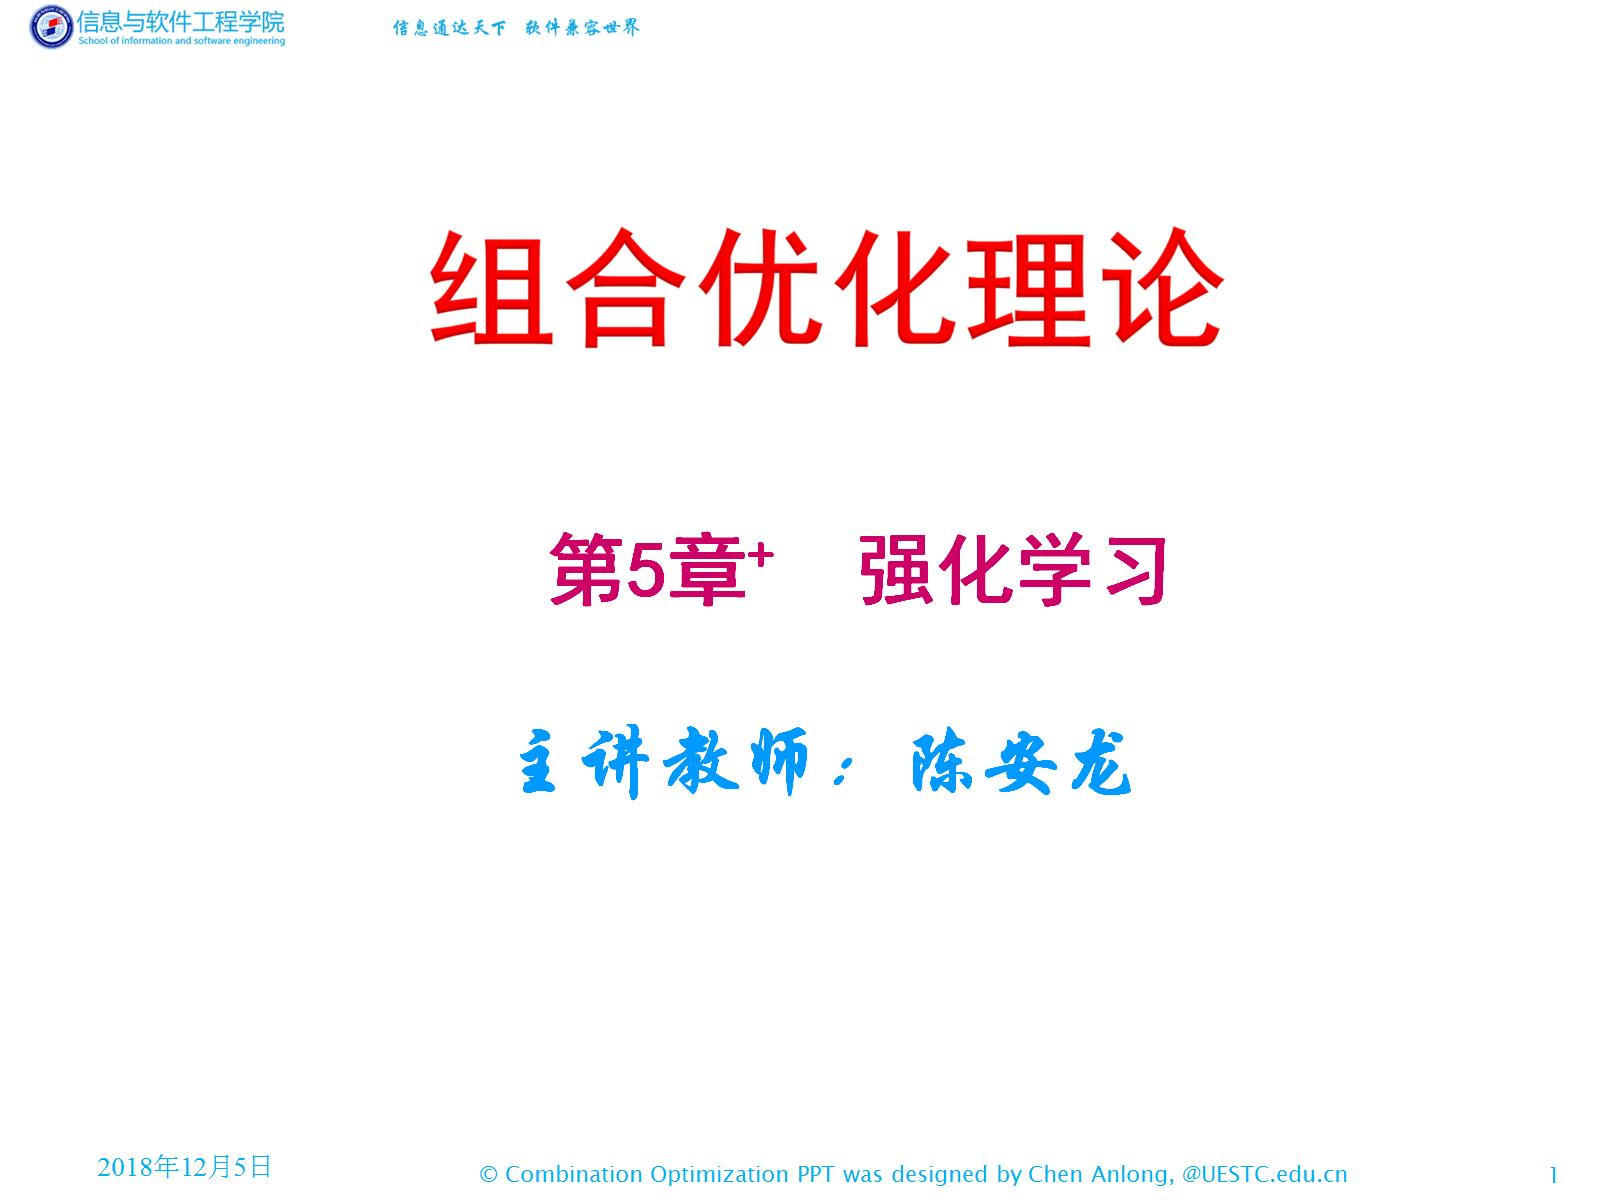 信息与软件工程学院
School of information and software engineering
信息通达天下 软件兼容世界
组合优化理论
第5章+ 强化学习
主讲教师：陈安龙
2018年12月5日
© Combination Optimization PPT was designed by Chen Anlong, @UESTC.edu.cn
1